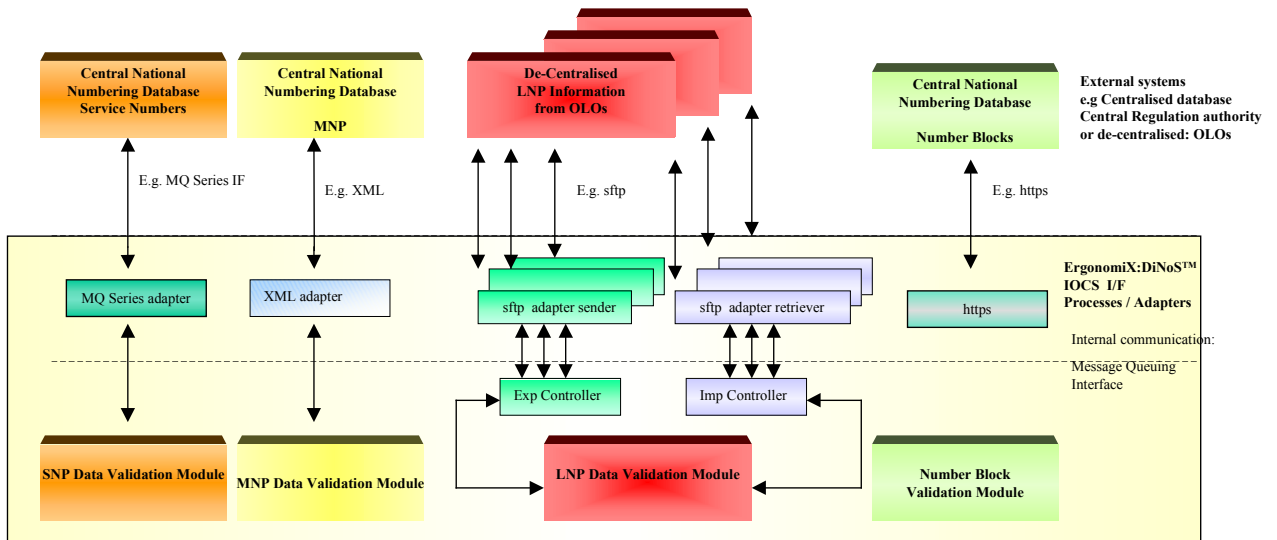 Central National
Numbering Database
Service Numbers
Central National
Numbering Database
MNP
De-Centralised
LNP Information
from OLOs
Central National
Numbering Database
Number Blocks
External systems
e.g Centralised database
Central Regulation authority
or de-centralised: OLOs
E.g. MQ Series IF
E.g. XML
E.g. sftp
E.g. https
MQ Series adapter
XML adapter
sftp adapter sender
sftp adapter retriever
https
ErgonomiX:DiNoS™
IOCS I/F
Processes / Adapters
Internal communication:
Message Queuing
Interface
Exp Controller
Imp Controller
SNP Data Validation Module
MNP Data Validation Module
LNP Data Validation Module
Number Block
Validation Module